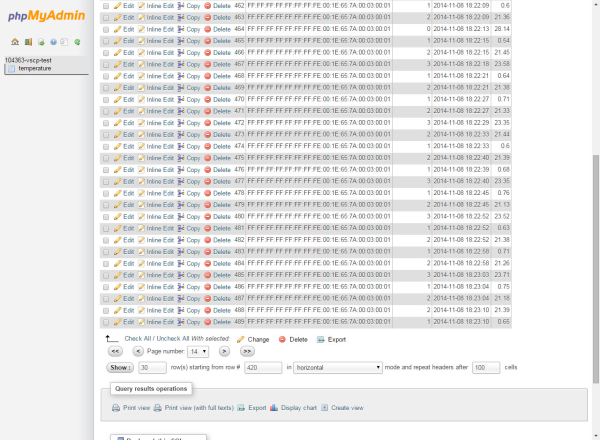 phpMyAdmin
104363-vscp-test
temperature
Edit Inline Edit Copy Delete 462 FF:FF:FF:FF:FF:FF:FF:FE:00:1E:65:7A:00:03:00:01 1 2014-11-08 18:22:09 0.6
Edit Inline Edit Copy Delete 463 FF:FF:FF:FF:FF:FF:FF:FE:00:1E:65:7A:00:03:00:01 2 2014-11-08 18:22:09 21.36
Edit Inline Edit Copy Delete 464 FF:FF:FF:FF:FF:FF:FF:FE:00:1E:65:7A:00:03:00:01 0 2014-11-08 18:22:13 28.14
Edit Inline Edit Copy Delete 465 FF:FF:FF:FF:FF:FF:FF:FE:00:1E:65:7A:00:03:00:01 1 2014-11-08 18:22:15 0.54
Edit Inline Edit Copy Delete 466 FF:FF:FF:FF:FF:FF:FF:FE:00:1E:65:7A:00:03:00:01 2 2014-11-08 18:22:15 21.45
Edit Inline Edit Copy Delete 467 FF:FF:FF:FF:FF:FF:FF:FE:00:1E:65:7A:00:03:00:01 3 2014-11-08 18:22:18 23.58
Edit Inline Edit Copy Delete 468 FF:FF:FF:FF:FF:FF:FF:FE:00:1E:65:7A:00:03:00:01 1 2014-11-08 18:22:21 0.64
Edit Inline Edit Copy Delete 469 FF:FF:FF:FF:FF:FF:FF:FE:00:1E:65:7A:00:03:00:01 2 2014-11-08 18:22:21 21.38
Edit Inline Edit Copy Delete 470 FF:FF:FF:FF:FF:FF:FF:FE:00:1E:65:7A:00:03:00:01 1 2014-11-08 18:22:27 0.71
Edit Inline Edit Copy Delete 471 FF:FF:FF:FF:FF:FF:FF:FE:00:1E:65:7A:00:03:00:01 2 2014-11-08 18:22:27 21.33
Edit Inline Edit Copy Delete 472 FF:FF:FF:FF:FF:FF:FF:FE:00:1E:65:7A:00:03:00:01 3 2014-11-08 18:22:29 23.35
Edit Inline Edit Copy Delete 473 FF:FF:FF:FF:FF:FF:FF:FE:00:1E:65:7A:00:03:00:01 2 2014-11-08 18:22:33 21.44
Edit Inline Edit Copy Delete 474 FF:FF:FF:FF:FF:FF:FF:FE:00:1E:65:7A:00:03:00:01 1 2014-11-08 18:22:33 0.6
Edit Inline Edit Copy Delete 475 FF:FF:FF:FF:FF:FF:FF:FE:00:1E:65:7A:00:03:00:01 2 2014-11-08 18:22:40 21.39
Edit Inline Edit Copy Delete 476 FF:FF:FF:FF:FF:FF:FF:FE:00:1E:65:7A:00:03:00:01 1 2014-11-08 18:22:39 0.68
Edit Inline Edit Copy Delete 477 FF:FF:FF:FF:FF:FF:FF:FE:00:1E:65:7A:00:03:00:01 3 2014-11-08 18:22:40 23.35
Edit Inline Edit Copy Delete 478 FF:FF:FF:FF:FF:FF:FF:FE:00:1E:65:7A:00:03:00:01 1 2014-11-08 18:22:45 0.76
Edit Inline Edit Copy Delete 479 FF:FF:FF:FF:FF:FF:FF:FE:00:1E:65:7A:00:03:00:01 2 2014-11-08 18:22:45 21.13
Edit Inline Edit Copy Delete 480 FF:FF:FF:FF:FF:FF:FF:FE:00:1E:65:7A:00:03:00:01 3 2014-11-08 18:22:52 23.52
Edit Inline Edit Copy Delete 481 FF:FF:FF:FF:FF:FF:FF:FE:00:1E:65:7A:00:03:00:01 1 2014-11-08 18:22:52 0.63
Edit Inline Edit Copy Delete 482 FF:FF:FF:FF:FF:FF:FF:FE:00:1E:65:7A:00:03:00:01 2 2014-11-08 18:22:52 21.38
Edit Inline Edit Copy Delete 483 FF:FF:FF:FF:FF:FF:FF:FE:00:1E:65:7A:00:03:00:01 1 2014-11-08 18:22:58 0.71
Edit Inline Edit Copy Delete 484 FF:FF:FF:FF:FF:FF:FF:FE:00:1E:65:7A:00:03:00:01 2 2014-11-08 18:22:58 21.26
Edit Inline Edit Copy Delete 485 FF:FF:FF:FF:FF:FF:FF:FE:00:1E:65:7A:00:03:00:01 3 2014-11-08 18:23:03 23.71
Edit Inline Edit Copy Delete 486 FF:FF:FF:FF:FF:FF:FF:FE:00:1E:65:7A:00:03:00:01 1 2014-11-08 18:23:04 0.75
Edit Inline Edit Copy Delete 487 FF:FF:FF:FF:FF:FF:FF:FE:00:1E:65:7A:00:03:00:01 2 2014-11-08 18:23:04 21.18
Edit Inline Edit Copy Delete 488 FF:FF:FF:FF:FF:FF:FF:FE:00:1E:65:7A:00:03:00:01 2 2014-11-08 18:23:10 21.39
Edit Inline Edit Copy Delete 489 FF:FF:FF:FF:FF:FF:FF:FE:00:1E:65:7A:00:03:00:01 1 2014-11-08 18:23:10 0.65
Check All / Uncheck All With selected: Change Delete Export
<< < Page number: 14 > >>
Show : 30 row(s) starting from row # 420 in horizontal mode and repeat headers after 100 cells
Query results operations
Print view Print view (with full texts) Export Display chart Create view